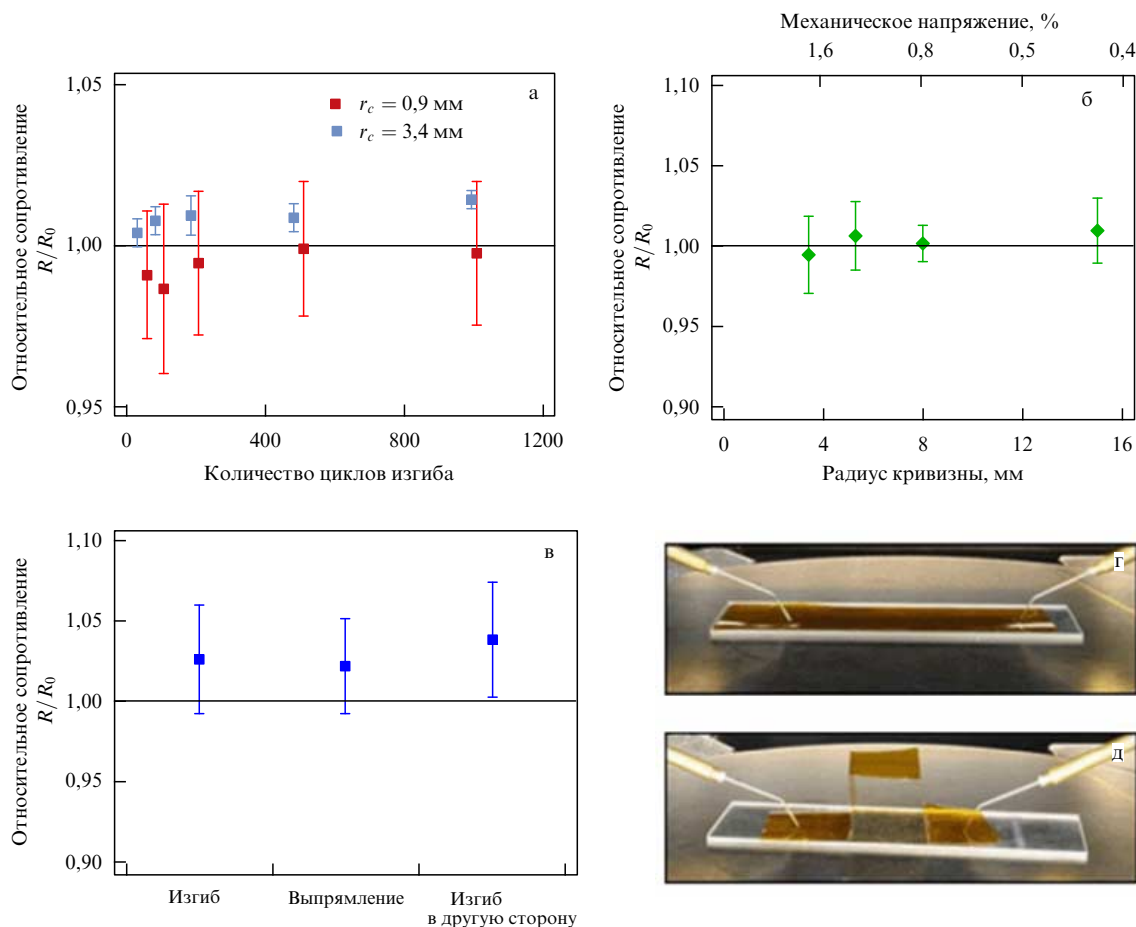 Относительное сопротивление
R/R₀
1,05
1,00
0,95
а
r_c = 0,9 мм
r_c = 3,4 мм
0
400
800
1200
Количество циклов изгиба
Механическое напряжение, %
1,6
0,8
0,5
0,4
Относительное сопротивление
R/R₀
1,10
1,05
1,00
0,95
0,90
б
0
4
8
12
16
Радиус кривизны, мм
Относительное сопротивление
R/R₀
1,10
1,05
1,00
0,95
0,90
в
Изгиб
Выпрямление
Изгиб
в другую сторону
г
д